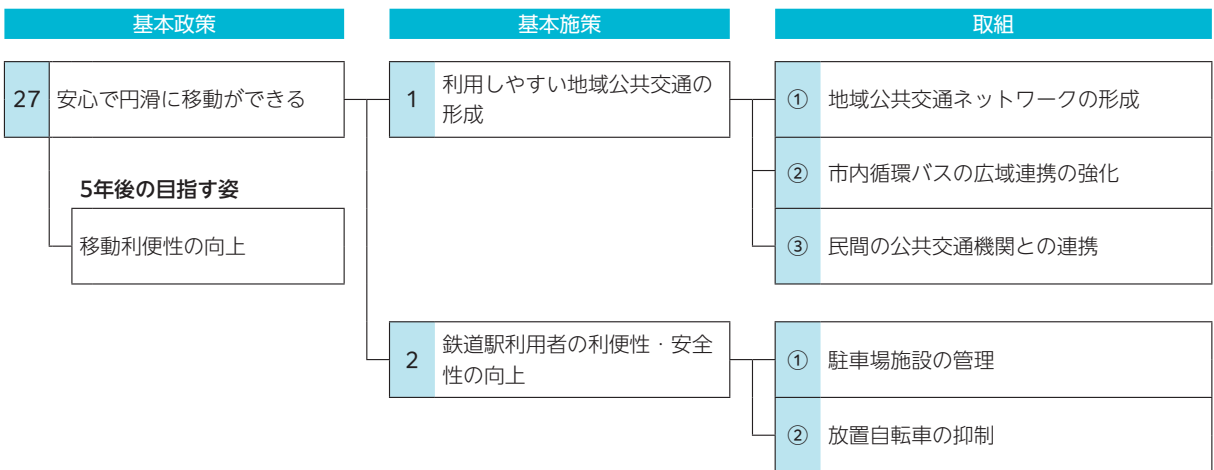 基本政策
基本施策
取組
27 安心で円滑に移動ができる
5年後の目指す姿
移動利便性の向上
1 利用しやすい地域公共交通の
形成
① 地域公共交通ネットワークの形成
② 市内循環バスの広域連携の強化
③ 民間の公共交通機関との連携
2 鉄道駅利用者の利便性・安全
性の向上
① 駐車場施設の管理
② 放置自転車の抑制